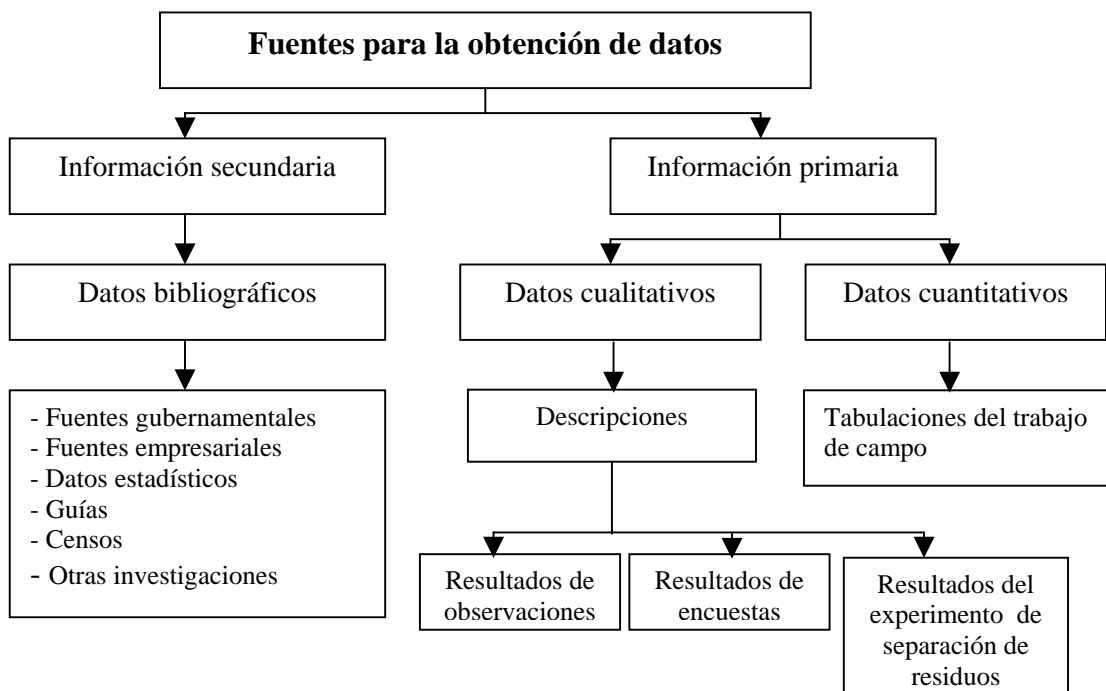 Fuentes para la obtención de datos
Información secundaria
Información primaria
Datos bibliográficos
Datos cualitativos
Datos cuantitativos
- Fuentes gubernamentales
- Fuentes empresariales
- Datos estadísticos
- Guías
- Censos
- Otras investigaciones
Descripciones
Tabulaciones del trabajo
de campo
Resultados de
observaciones
Resultados de
encuestas
Resultados del
experimento de
separación de
residuos